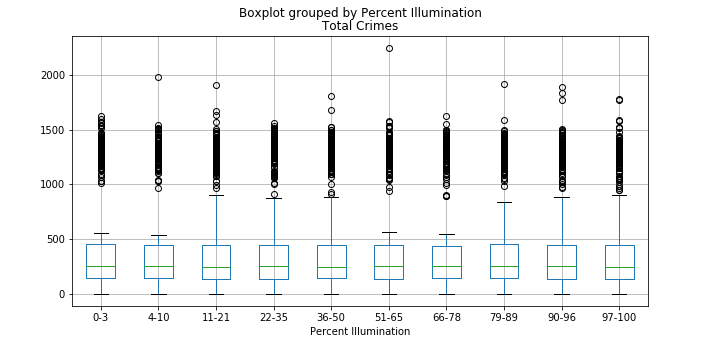 Boxplot grouped by Percent Illumination
Total Crimes
2000
1500
1000
500
0
0-3 4-10 11-21 22-35 36-50 51-65 66-78 79-89 90-96 97-100
Percent Illumination